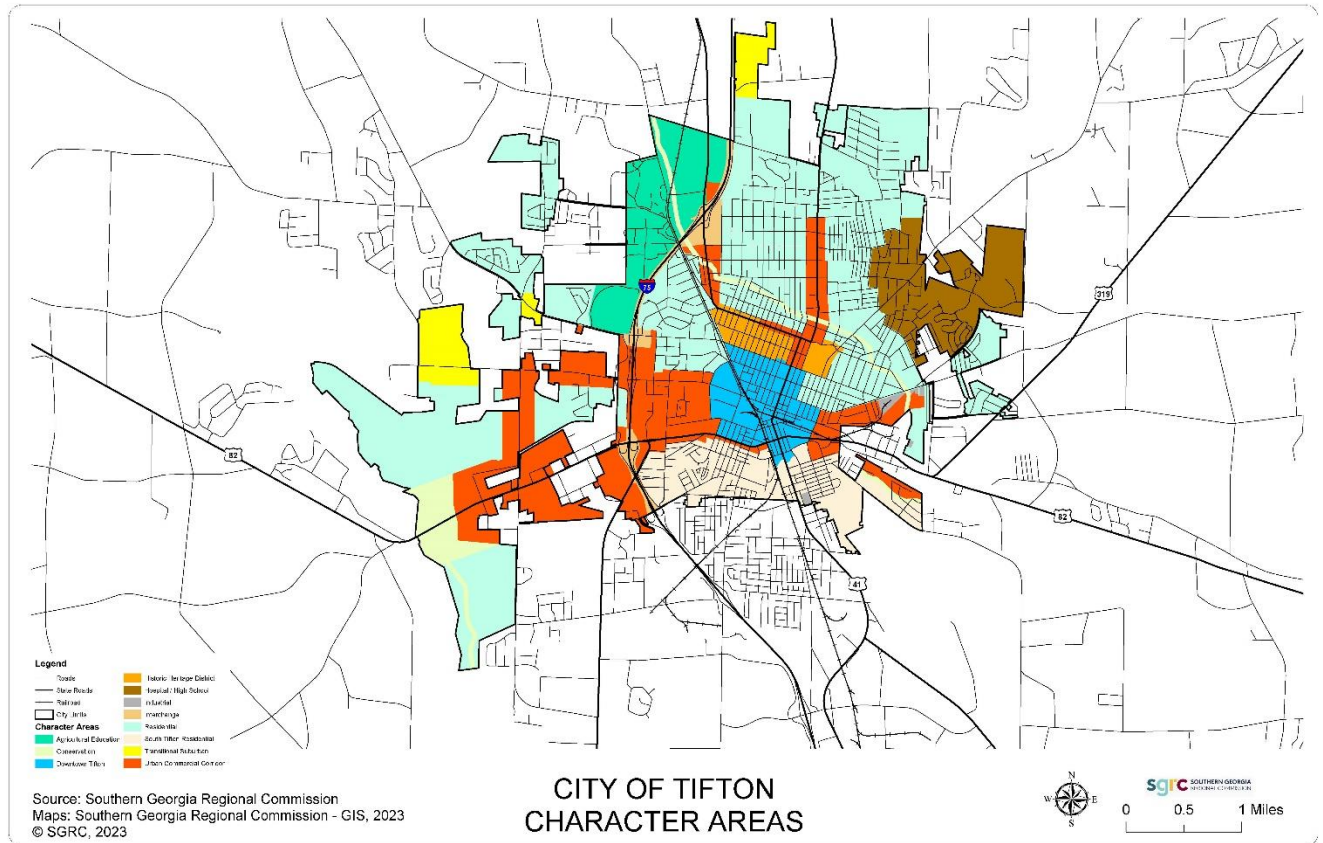 75
319
82
82
41
Legend
Roads
State Roads
Railroad
City Limits
Character Areas
Agricultural Education
Conservation
Downtown Tifton
Historic Heritage District
Hospital / High School
Industrial
Interchange
Residential
South Tifton Residential
Transitional Suburban
Urban Commercial Corridor
Source: Southern Georgia Regional Commission
Maps: Southern Georgia Regional Commission - GIS, 2023
© SGRC, 2023
CITY OF TIFTON
CHARACTER AREAS
N
W E
S
sgrc SOUTHERN GEORGIA
REGIONAL COMMISSION
0 0.5 1 Miles